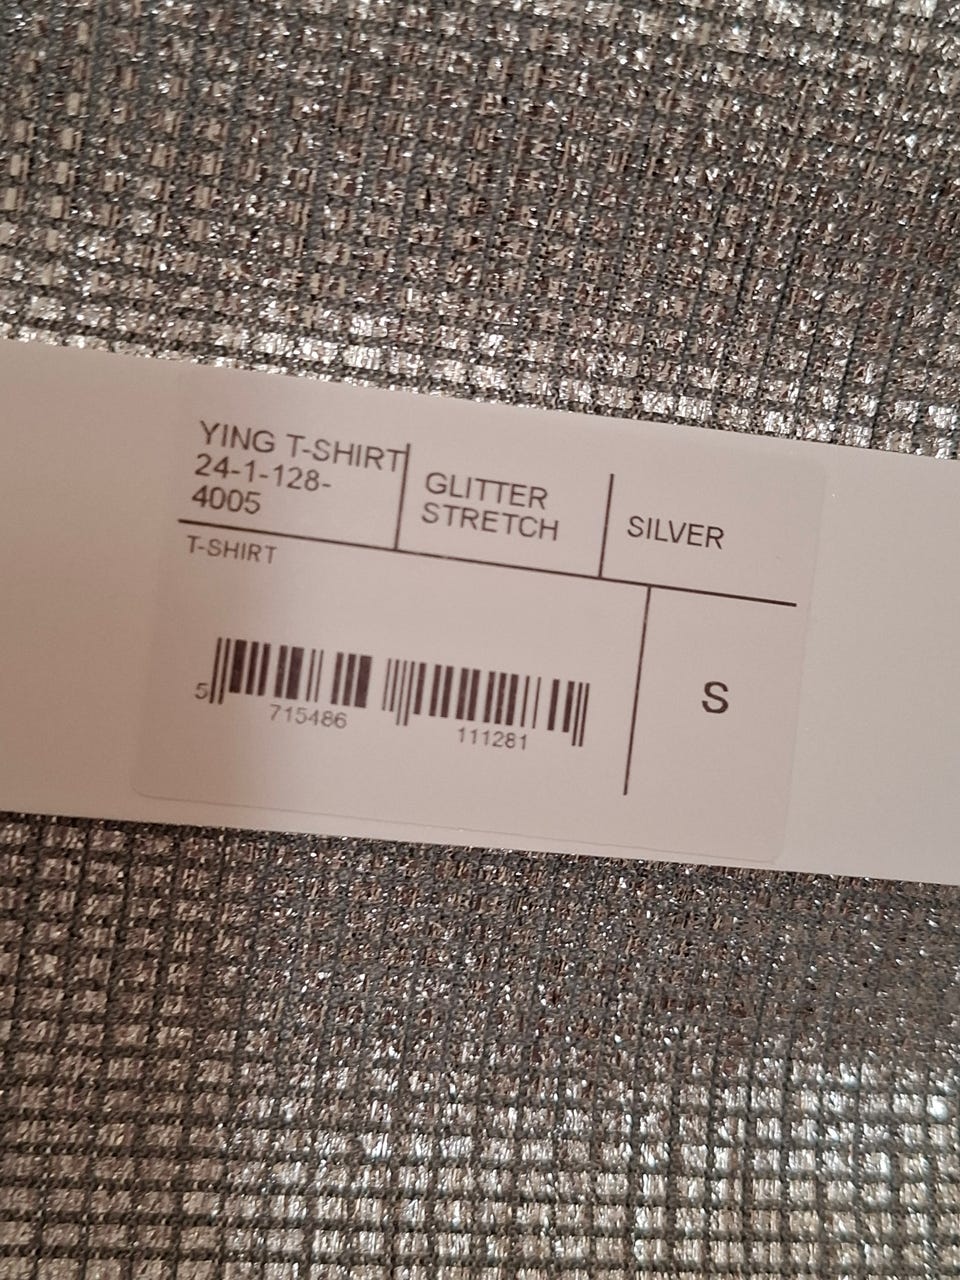 YING T-SHIRT
24-1-128-
4005
GLITTER
STRETCH
SILVER
T-SHIRT
5 715486 111281
S